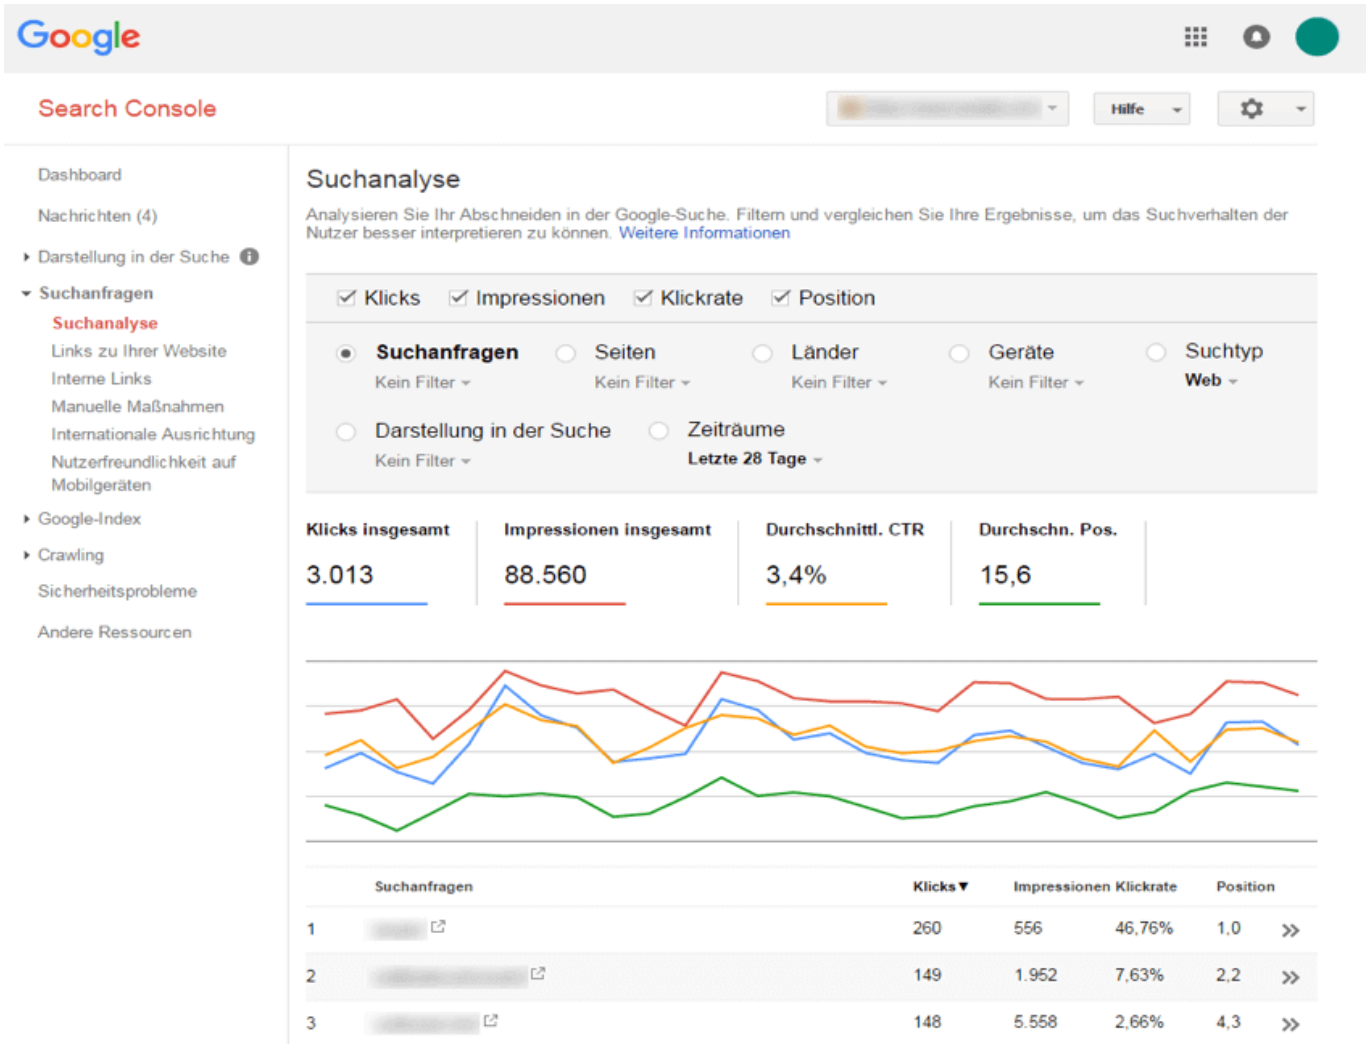 Google
Search Console
Hilfe
Dashboard
Nachrichten (4)
Darstellung in der Suche
Suchanfragen
Suchanalyse
Links zu Ihrer Website
Interne Links
Manuelle Maßnahmen
Internationale Ausrichtung
Nutzerfreundlichkeit auf
Mobilgeräten
Google-Index
Crawling
Sicherheitsprobleme
Andere Ressourcen
Suchanalyse
Analysieren Sie Ihr Abschneiden in der Google-Suche. Filtern und vergleichen Sie Ihre Ergebnisse, um das Suchverhalten der
Nutzer besser interpretieren zu können. Weitere Informationen
Klicks Impressionen Klickrate Position
Suchanfragen Seiten Länder Geräte Suchtyp
Kein Filter Kein Filter Kein Filter Kein Filter Web
Darstellung in der Suche Zeiträume
Kein Filter Letzte 28 Tage
Klicks insgesamt Impressionen insgesamt Durchschnittl. CTR Durchschn. Pos.
3.013 88.560 3,4% 15,6
Suchanfragen Klicks▼ Impressionen Klickrate Position
1 260 556 46,76% 1,0 »
2 149 1.952 7,63% 2,2 »
3 148 5.558 2,66% 4,3 »